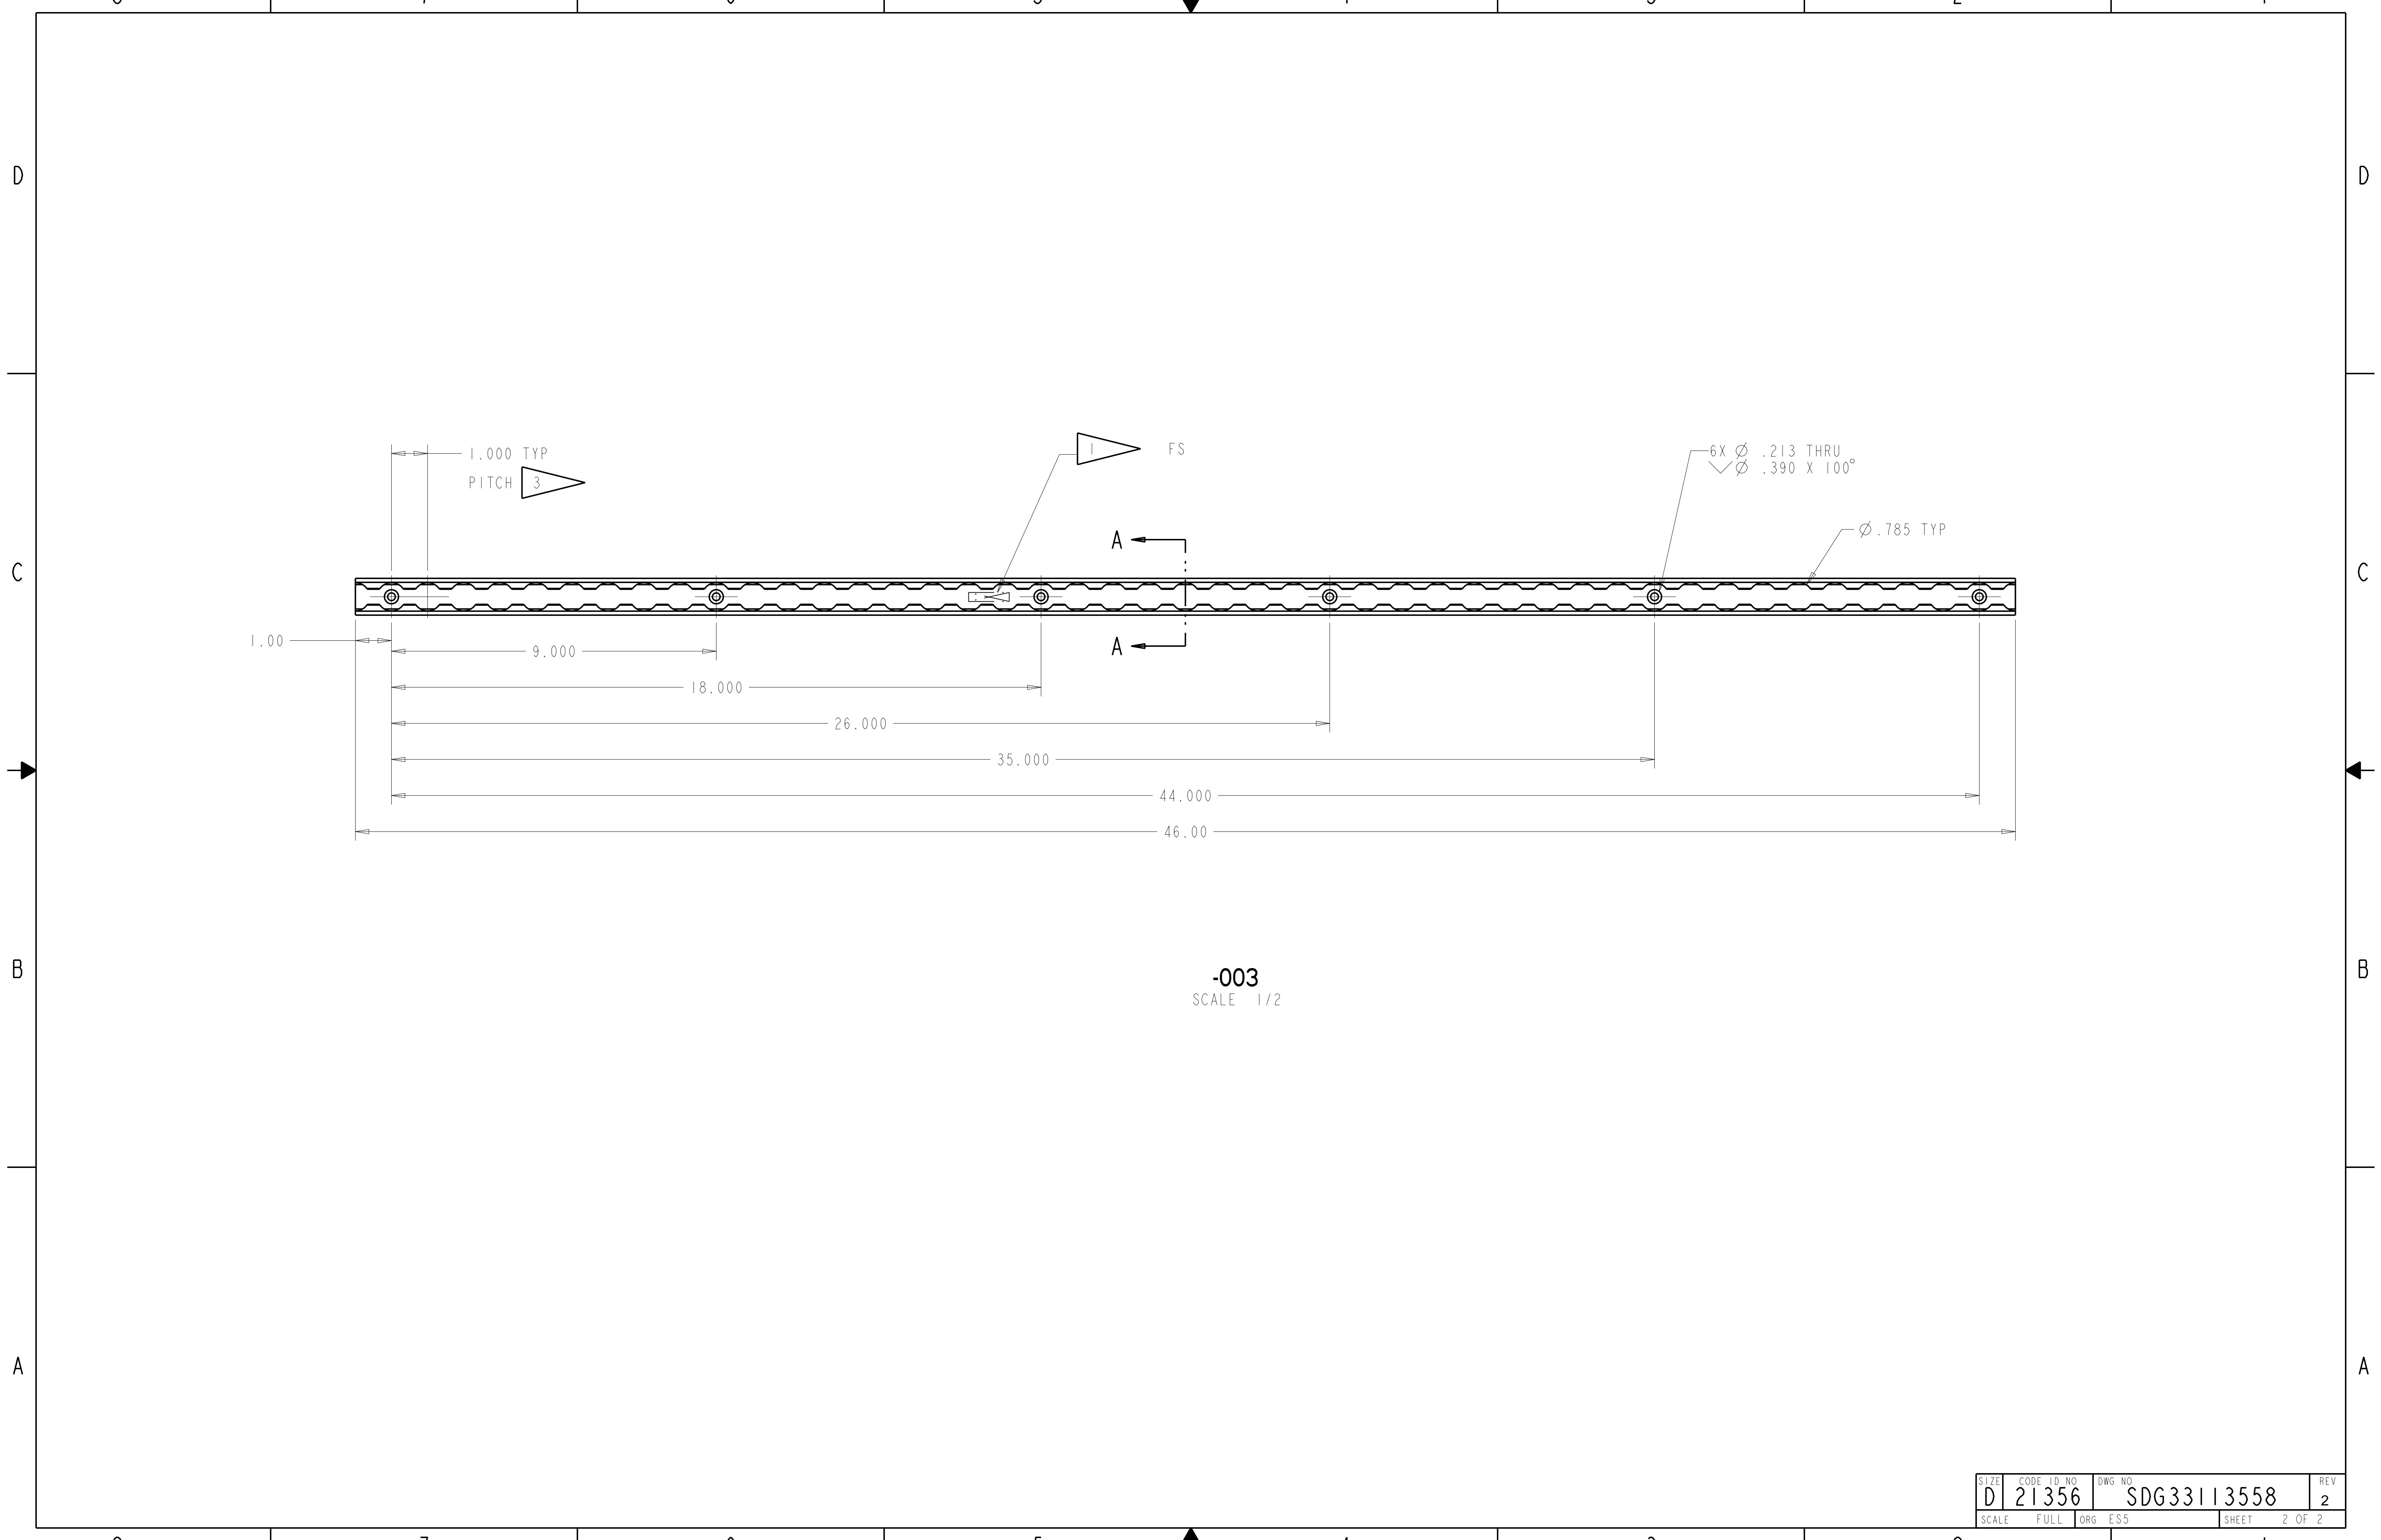 D
D
1.000 TYP
PITCH 3
1 FS
6X Ø .213 THRU
Ø .390 X 100°
Ø.785 TYP
A
C
C
A
1.00
9.000
18.000
26.000
35.000
44.000
46.00
B
B
-003
SCALE 1/2
A
A
SIZE CODE ID NO DWG NO REV
D 21356 SDG33113558 2
SCALE FULL ORG ES5 SHEET 2 OF 2